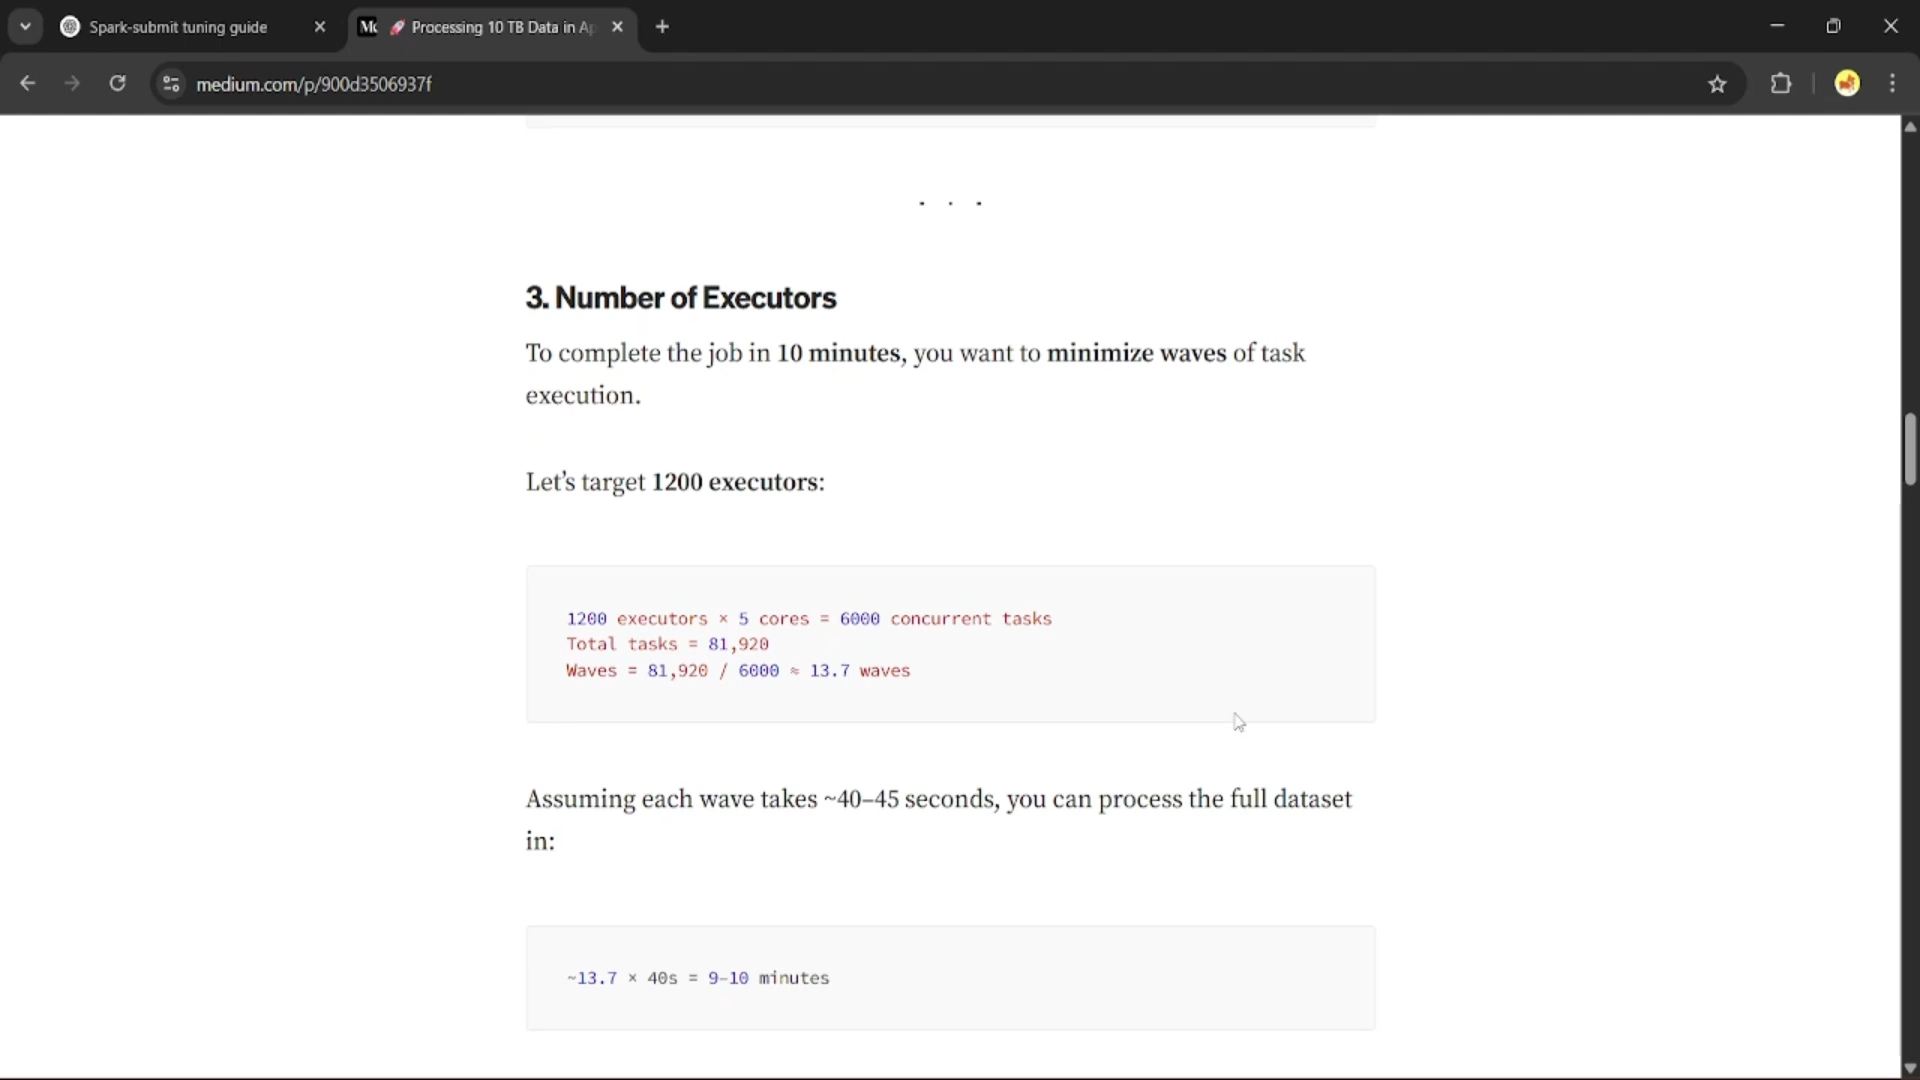 Spark-submit tuning guide
🚀 Processing 10 TB Data in Ap
medium.com/p/900d3506937f
. . .
3. Number of Executors
To complete the job in 10 minutes, you want to minimize waves of task
execution.
Let’s target 1200 executors:
1200 executors × 5 cores = 6000 concurrent tasks
Total tasks = 81,920
Waves = 81,920 / 6000 ≈ 13.7 waves
Assuming each wave takes ~40–45 seconds, you can process the full dataset
in:
~13.7 × 40s = 9–10 minutes